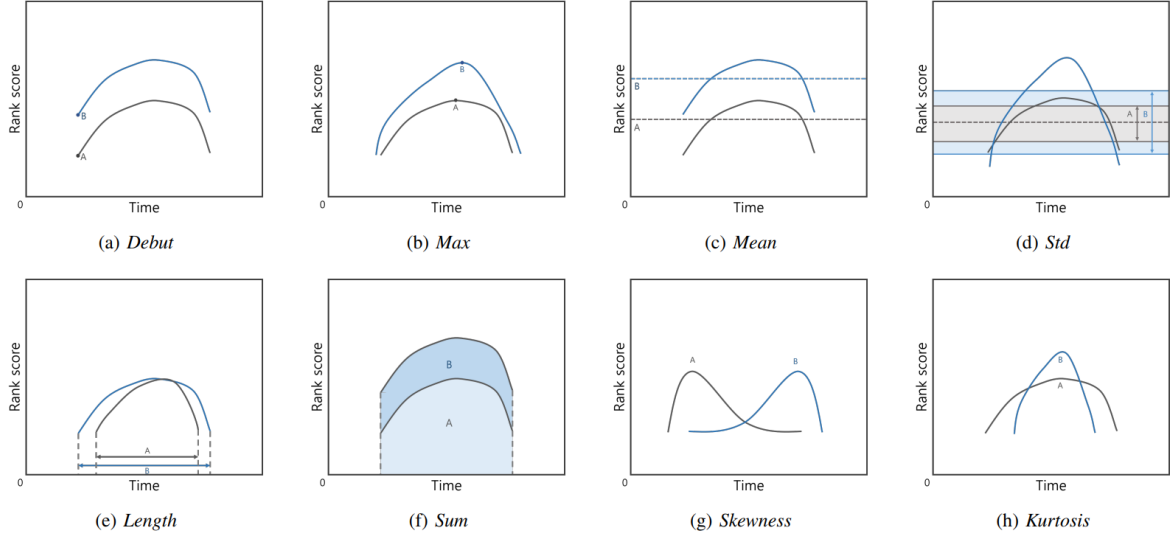 Rank score
B
A
0
Time
(a) Debut
Rank score
B
A
0
Time
(b) Max
Rank score
B
A
0
Time
(c) Mean
Rank score
A
B
0
Time
(d) Std
Rank score
A
B
0
Time
(e) Length
Rank score
B
A
0
Time
(f) Sum
Rank score
A
B
0
Time
(g) Skewness
Rank score
B
A
0
Time
(h) Kurtosis